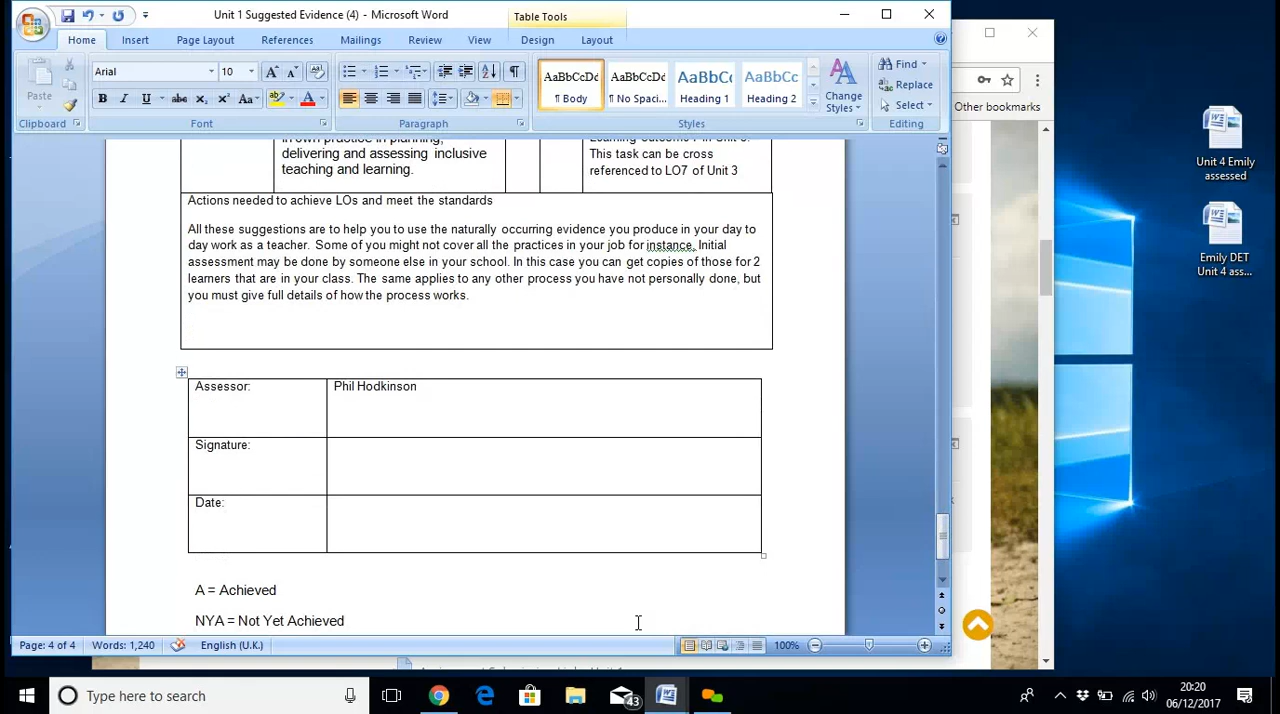 Unit 1 Suggested Evidence (4) - Microsoft Word
Table Tools
Home
Insert
Page Layout
References
Mailings
Review
View
Design
Layout
Paste
Clipboard
Arial
10
Font
Paragraph
AaBbCcDd
¶ Body
AaBbCcDd
¶ No Spaci...
AaBbC
Heading 1
AaBbCc
Heading 2
Change
Styles
Styles
Find
Replace
Select
Editing
Other bookmarks
in own practice in planning,
delivering and assessing inclusive
teaching and learning.
This task can be cross
referenced to LO7 of Unit 3
Actions needed to achieve LOs and meet the standards
All these suggestions are to help you to use the naturally occurring evidence you produce in your day to
day work as a teacher. Some of you might not cover all the practices in your job for instance, Initial
assessment may be done by someone else in your school. In this case you can get copies of those for 2
learners that are in your class. The same applies to any other process you have not personally done, but
you must give full details of how the process works.
Assessor:
Phil Hodkinson
Signature:
Date:
A = Achieved
NYA = Not Yet Achieved
Page: 4 of 4
Words: 1,240
English (U.K.)
100%
Unit 4 Emily
assessed
Emily DET
Unit 4 ass...
Type here to search
43
20:20
06/12/2017